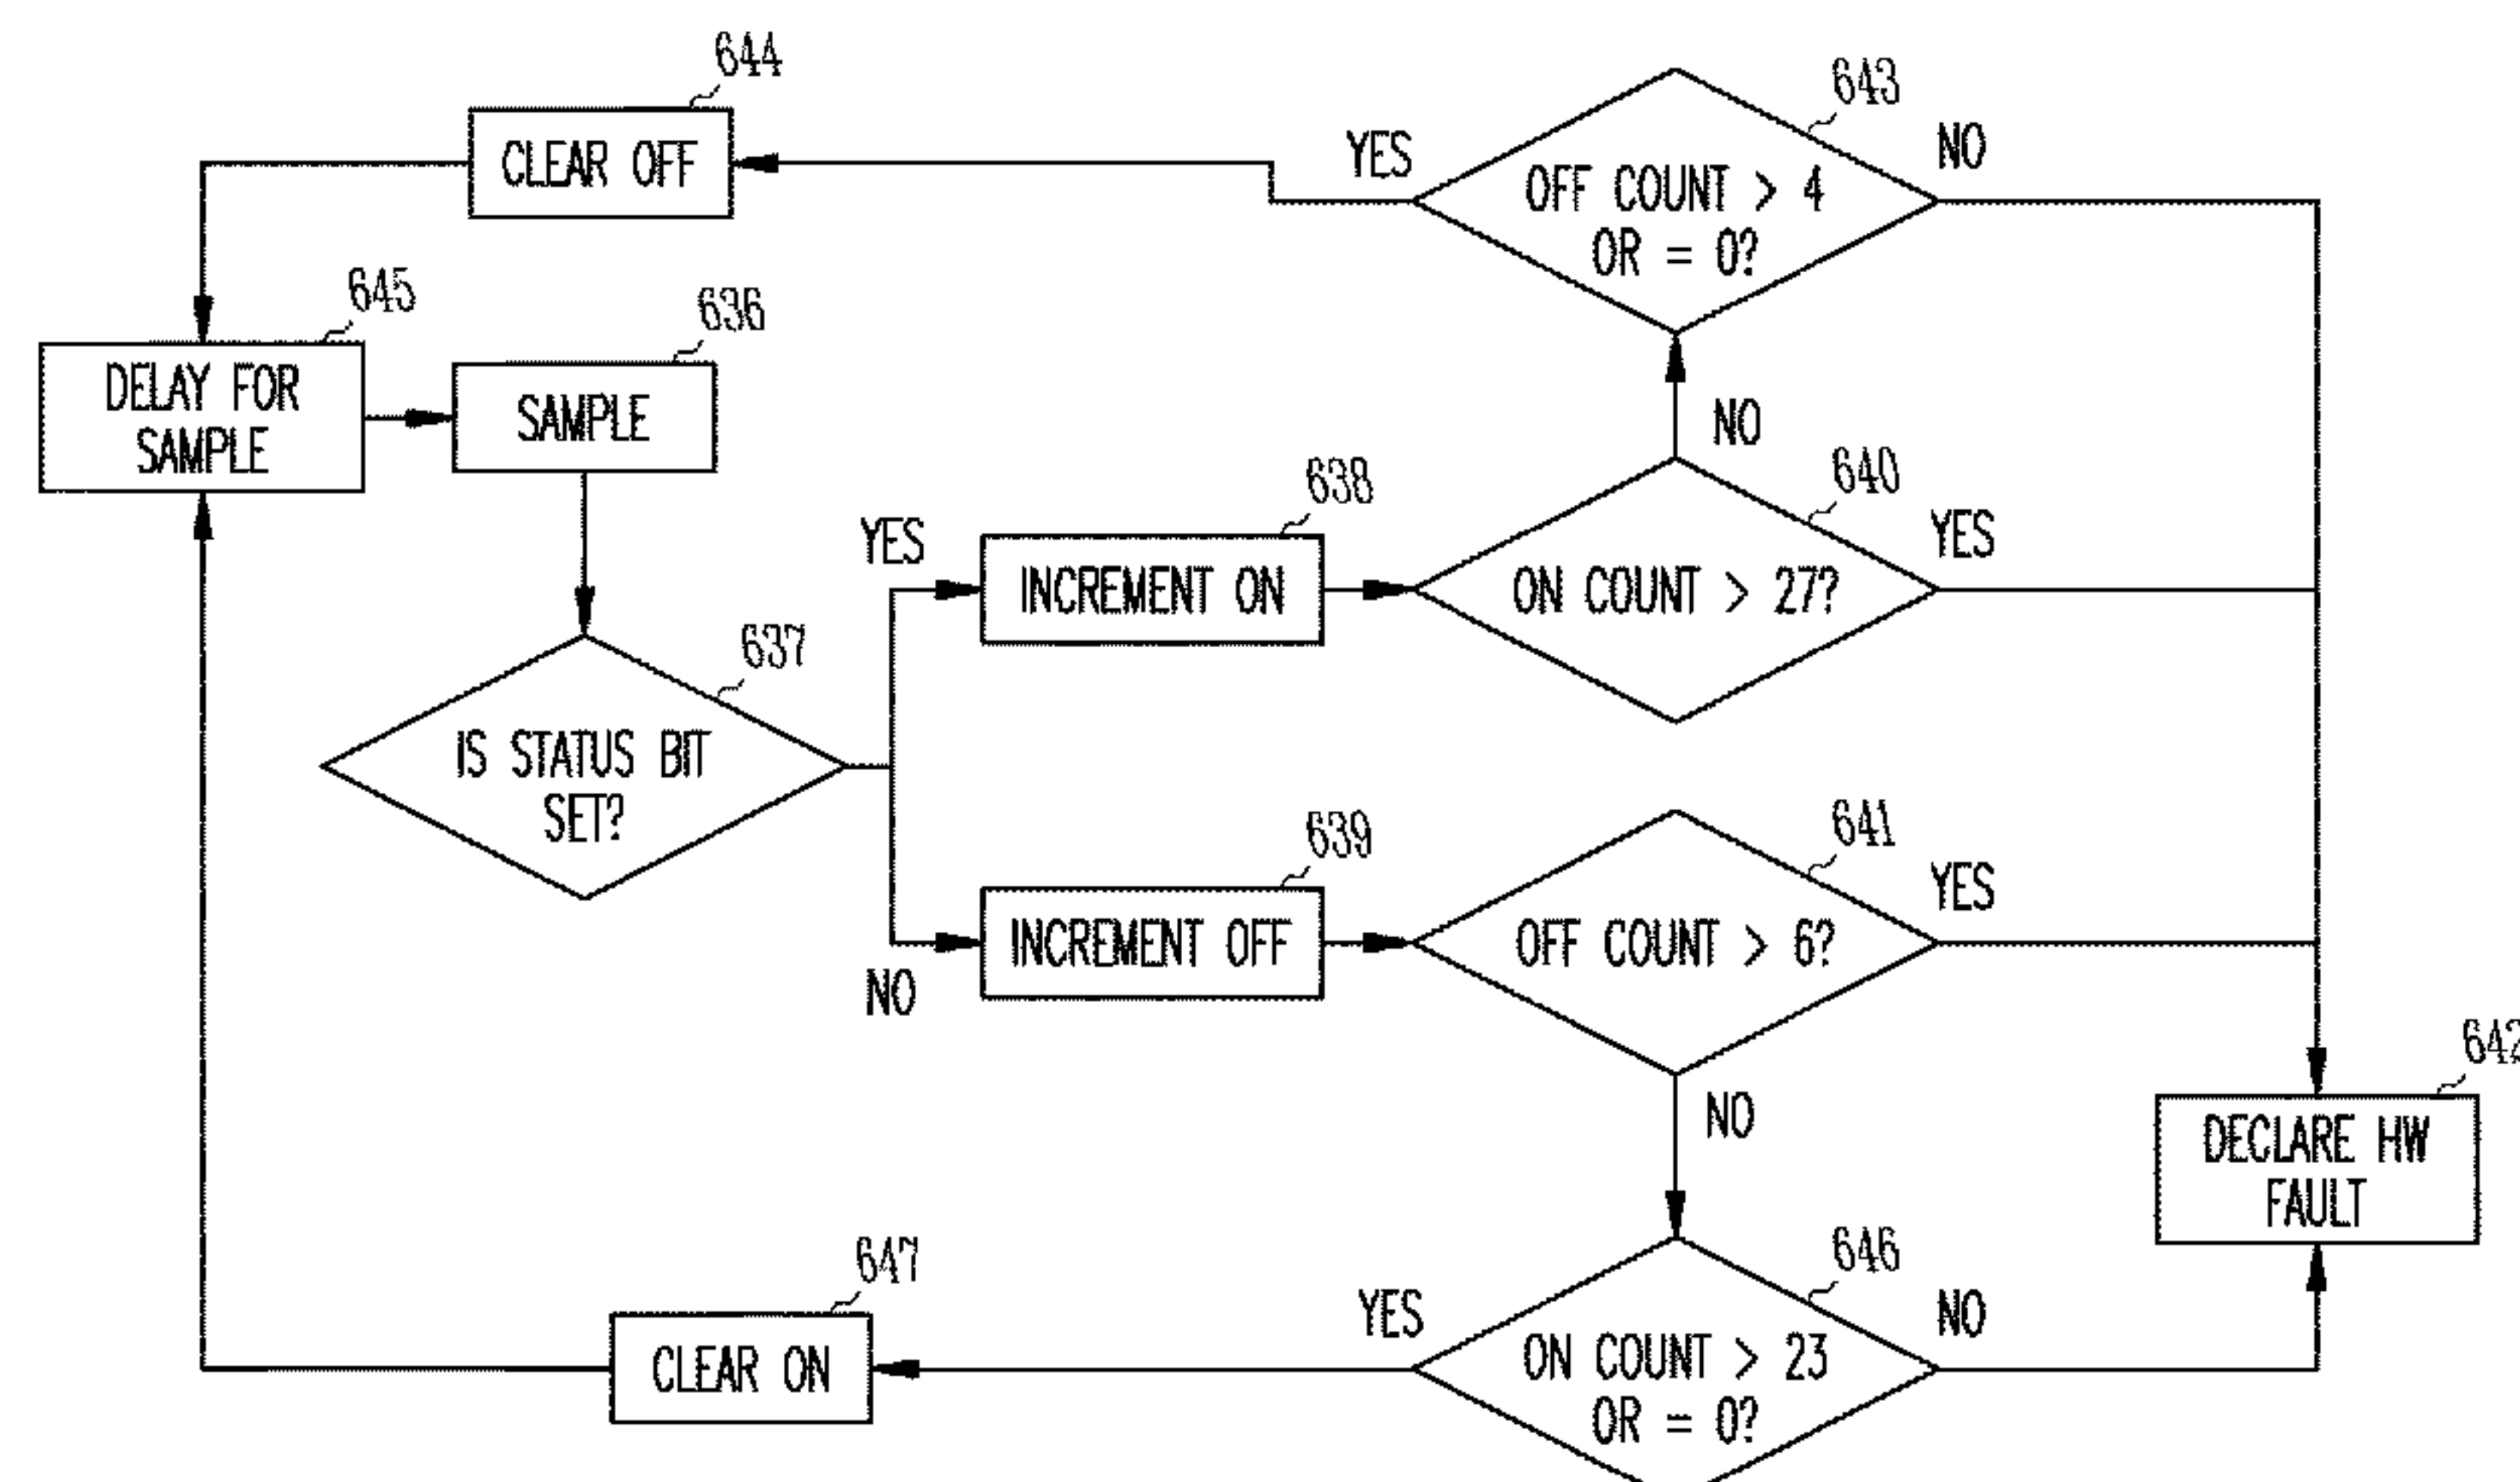 644
CLEAR OFF
643
YES
NO
OFF COUNT > 4
OR = 0?
645
DELAY FOR
SAMPLE
636
SAMPLE
NO
640
638
YES
INCREMENT ON
YES
ON COUNT > 27?
637
IS STATUS BIT
SET?
639
641
YES
INCREMENT OFF
OFF COUNT > 6?
NO
NO
642
DECLARE HW
FAULT
647
CLEAR ON
646
YES
NO
ON COUNT > 23
OR = 0?